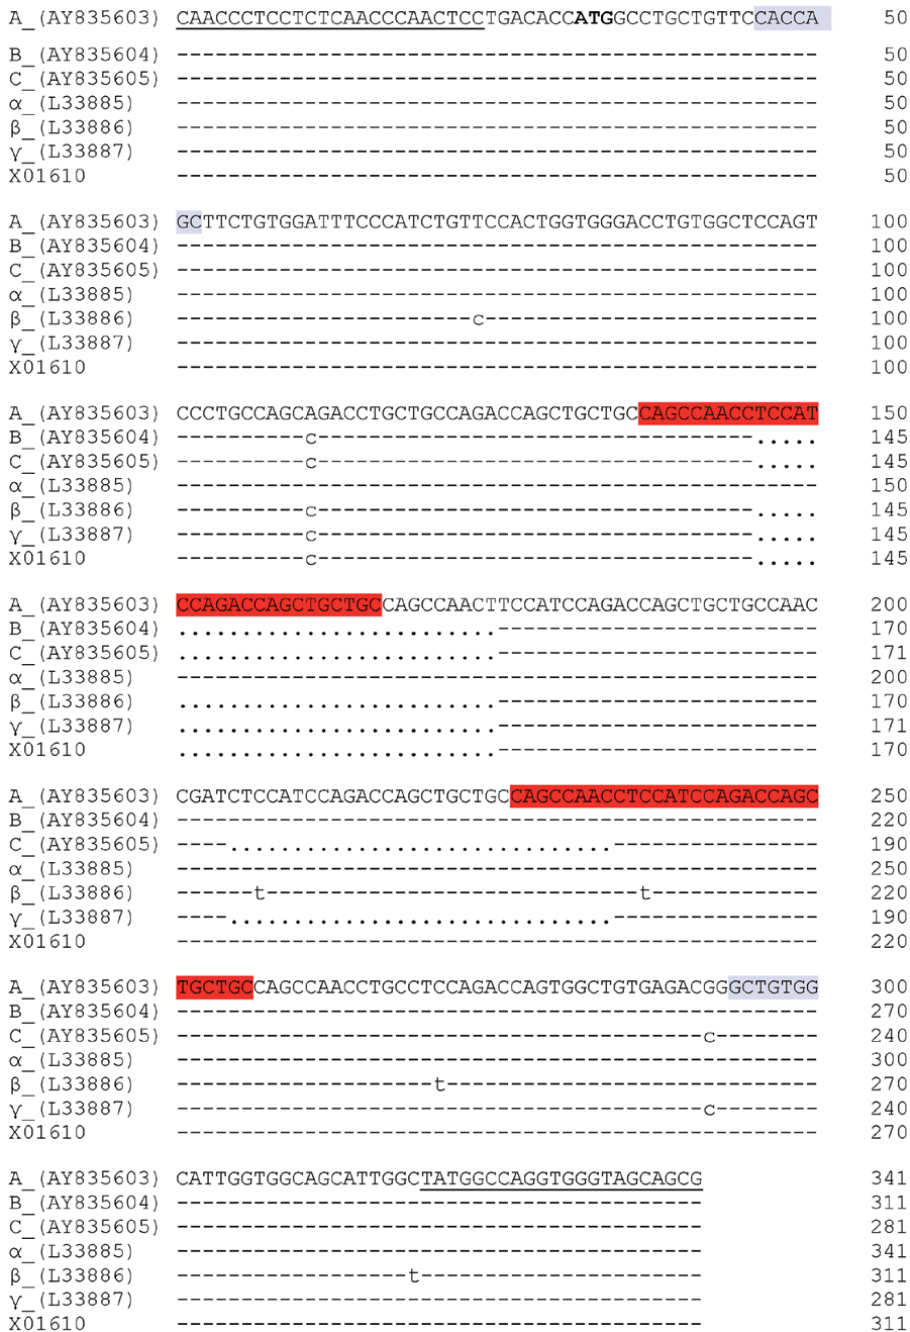 A_(AY835603) CAACCCTCCTCTCAACCCAACTCCTGACACCATGGCCTGCTGTTCCACCA 50
B_(AY835604) -------------------------------------------------- 50
C_(AY835605) -------------------------------------------------- 50
α_(L33885) -------------------------------------------------- 50
β_(L33886) -------------------------------------------------- 50
γ_(L33887) -------------------------------------------------- 50
X01610 -------------------------------------------------- 50
A_(AY835603) GCTTCTGTGGATTTCCCATCTGTTCCACTGGTGGGACCTGTGGCTCCAGT 100
B_(AY835604) -------------------------------------------------- 100
C_(AY835605) -------------------------------------------------- 100
α_(L33885) -------------------------------------------------- 100
β_(L33886) -----------------------c-------------------------- 100
γ_(L33887) -------------------------------------------------- 100
X01610 -------------------------------------------------- 100
A_(AY835603) CCCTGCCAGCAGACCTGCTGCCAGACCAGCTGCTGCCAGCCAACCTCCAT 150
B_(AY835604) ----------c----------------------------------..... 145
C_(AY835605) ----------c----------------------------------..... 145
α_(L33885) -------------------------------------------------- 150
β_(L33886) ----------c----------------------------------..... 145
γ_(L33887) ----------c----------------------------------..... 145
X01610 ----------c----------------------------------..... 145
A_(AY835603) CCAGACCAGCTGCTGCCAGCCAACTTCCATCCAGACCAGCTGCTGCCAAC 200
B_(AY835604) .........................------------------------- 170
C_(AY835605) .........................------------------------- 171
α_(L33885) -------------------------------------------------- 200
β_(L33886) .........................------------------------- 170
γ_(L33887) .........................------------------------- 171
X01610 .........................------------------------- 170
A_(AY835603) CGATCTCCATCCAGACCAGCTGCTGCCAGCCAACCTCCATCCAGACCAGC 250
B_(AY835604) -------------------------------------------------- 220
C_(AY835605) ----..............................---------------- 190
α_(L33885) -------------------------------------------------- 250
β_(L33886) ------t-----------------------------t------------- 220
γ_(L33887) ----..............................---------------- 190
X01610 -------------------------------------------------- 220
A_(AY835603) TGCTGCCAGCCAACCTGCCTCCAGACCAGTGGCTGTGAGACGGGCTGTGG 300
B_(AY835604) -------------------------------------------------- 270
C_(AY835605) -----------------------------------------c-------- 240
α_(L33885) -------------------------------------------------- 300
β_(L33886) --------------------t----------------------------- 270
γ_(L33887) -----------------------------------------c-------- 240
X01610 -------------------------------------------------- 270
A_(AY835603) CATTGGTGGCAGCATTGGCTATGGCCAGGTGGGTAGCAGCG 341
B_(AY835604) ----------------------------------------- 311
C_(AY835605) ----------------------------------------- 281
α_(L33885) ----------------------------------------- 341
β_(L33886) ------------------t---------------------- 311
γ_(L33887) ----------------------------------------- 281
X01610 ----------------------------------------- 311